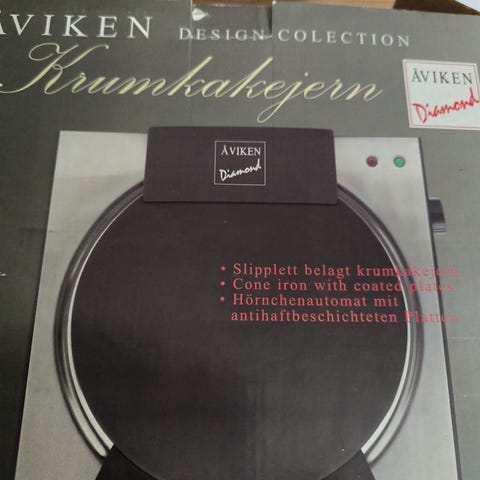 ÅVIKEN DESIGN COLECTION
Krumkakejern
ÅVIKEN
Diamond
ÅVIKEN
Diamond
• Slipplett belagt krumkakejern
• Cone iron with coated plates
• Hörnchenautomat mit
antihaftbeschichteten Platten